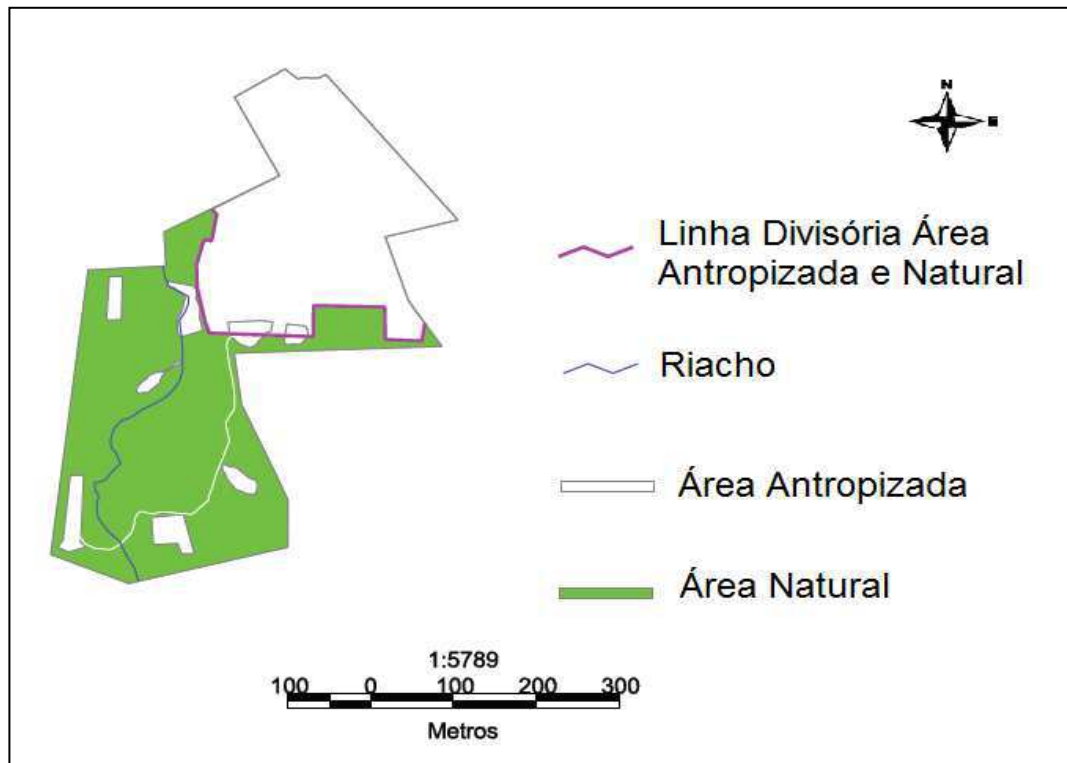 N
E
Linha Divisória Área
Antropizada e Natural
Riacho
Área Antropizada
Área Natural
1:5789
100 0 100 200 300
Metros